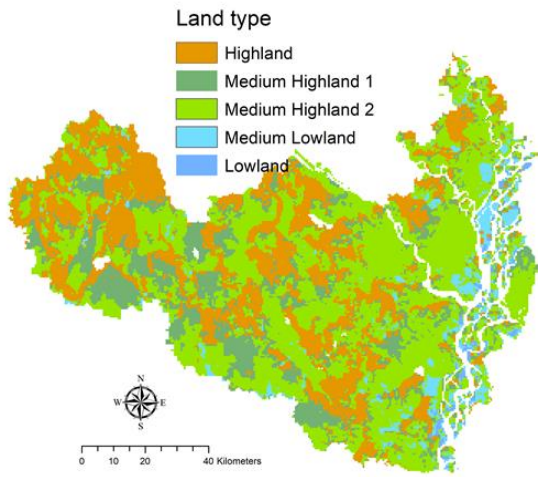 Land type
Highland
Medium Highland 1
Medium Highland 2
Medium Lowland
Lowland
N
W E
S
0 10 20 40 Kilometers